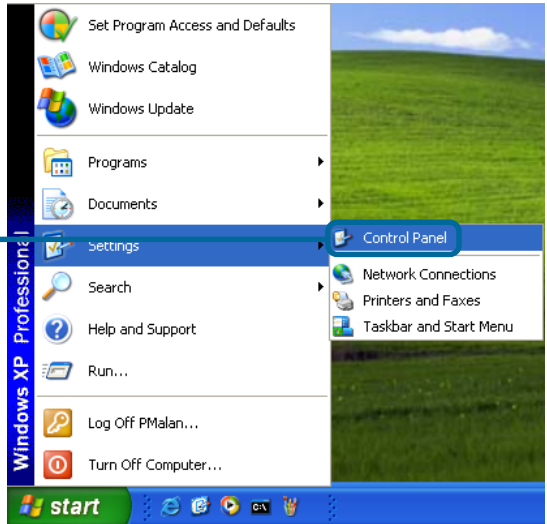 Set Program Access and Defaults
Windows Catalog
Windows Update
Programs
Documents
Settings
Search
Help and Support
Run...
Log Off PMalan...
Turn Off Computer...
Windows XP Professional
Control Panel
Network Connections
Printers and Faxes
Taskbar and Start Menu
start